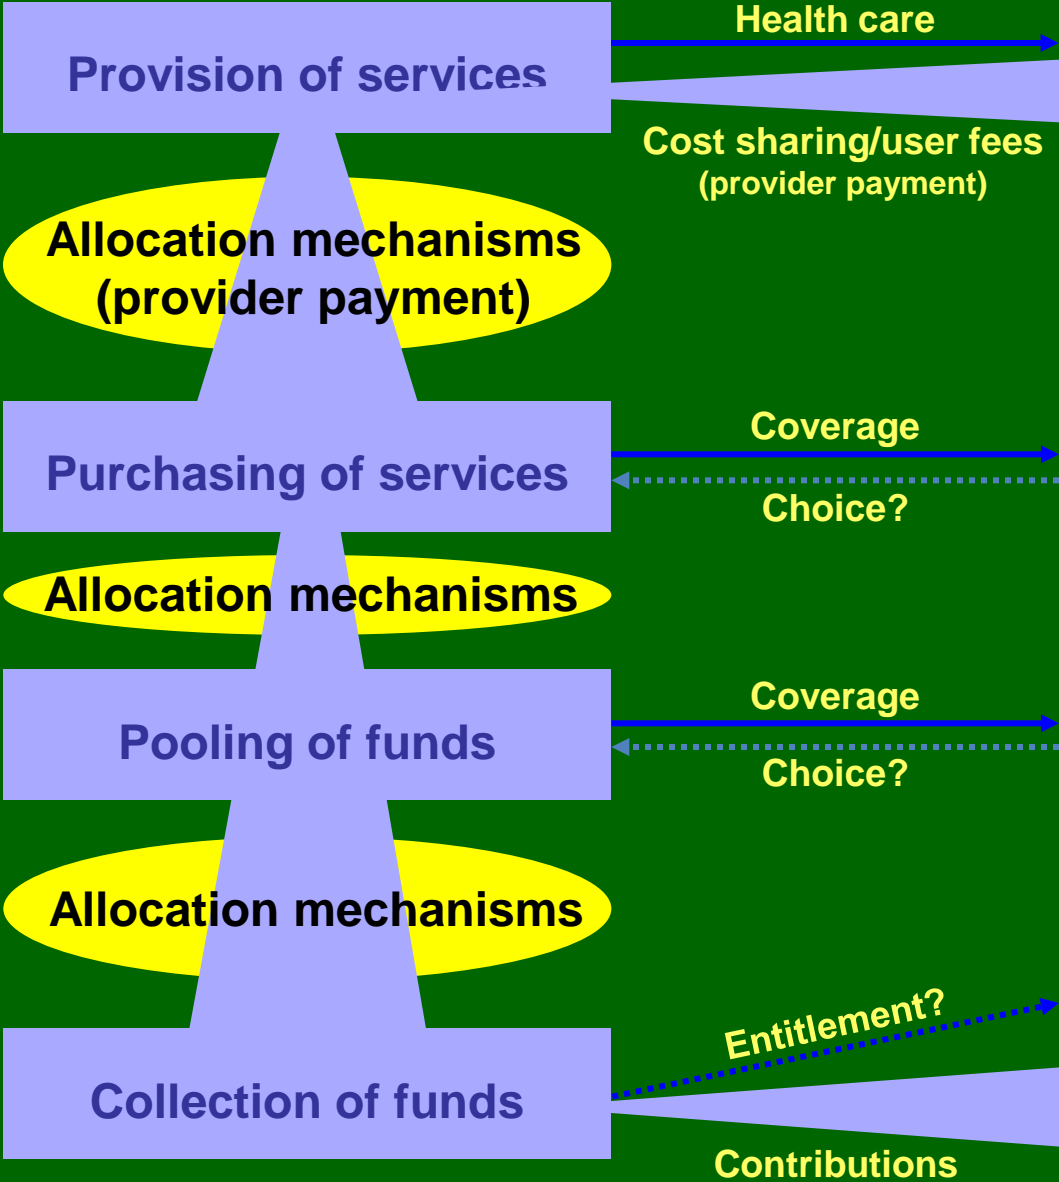 Health care
Provision of services
Cost sharing/user fees
(provider payment)
Allocation mechanisms
(provider payment)
Coverage
Purchasing of services
Choice?
Allocation mechanisms
Coverage
Pooling of funds
Choice?
Allocation mechanisms
Entitlement?
Collection of funds
Contributions